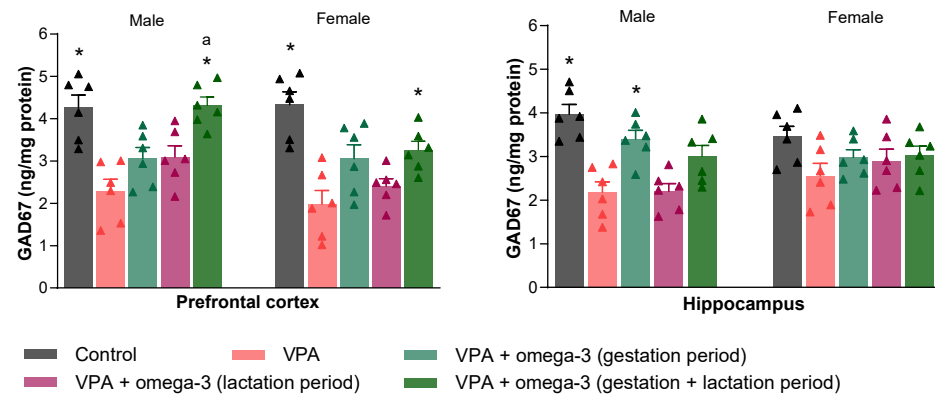 Male
Female
6
5
4
3
2
1
0
GAD67 (ng/mg protein)
*
a
*
*
*
Prefrontal cortex
Male
Female
6
5
4
3
2
1
0
GAD67 (ng/mg protein)
*
*
Hippocampus
Control
VPA
VPA + omega-3 (gestation period)
VPA + omega-3 (lactation period)
VPA + omega-3 (gestation + lactation period)